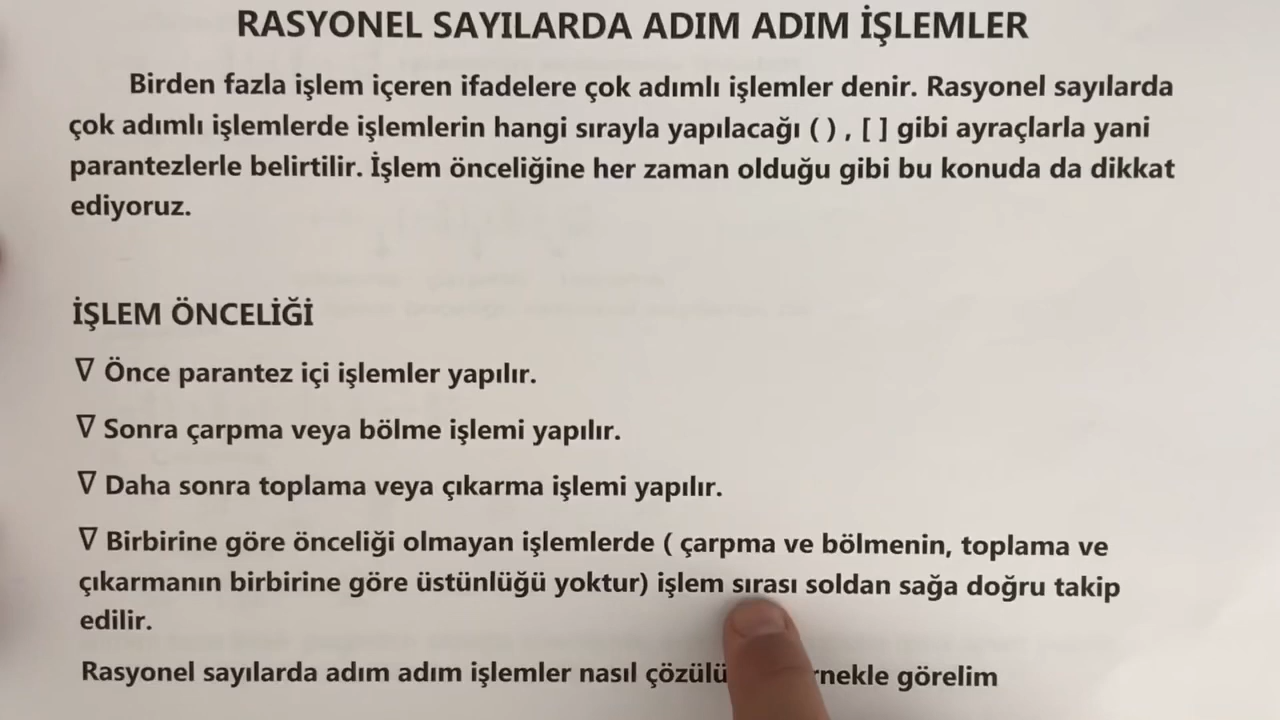 RASYONEL SAYILARDA ADIM ADIM İŞLEMLER
Birden fazla işlem içeren ifadelere çok adımlı işlemler denir. Rasyonel sayılarda
çok adımlı işlemlerde işlemlerin hangi sırayla yapılacağı ( ) , [ ] gibi ayraçlarla yani
parantezlerle belirtilir. İşlem önceliğine her zaman olduğu gibi bu konuda da dikkat
ediyoruz.
İŞLEM ÖNCELİĞİ
∇ Önce parantez içi işlemler yapılır.
∇ Sonra çarpma veya bölme işlemi yapılır.
∇ Daha sonra toplama veya çıkarma işlemi yapılır.
∇ Birbirine göre önceliği olmayan işlemlerde ( çarpma ve bölmenin, toplama ve
çıkarmanın birbirine göre üstünlüğü yoktur) işlem sırası soldan sağa doğru takip
edilir.
Rasyonel sayılarda adım adım işlemler nasıl görelim